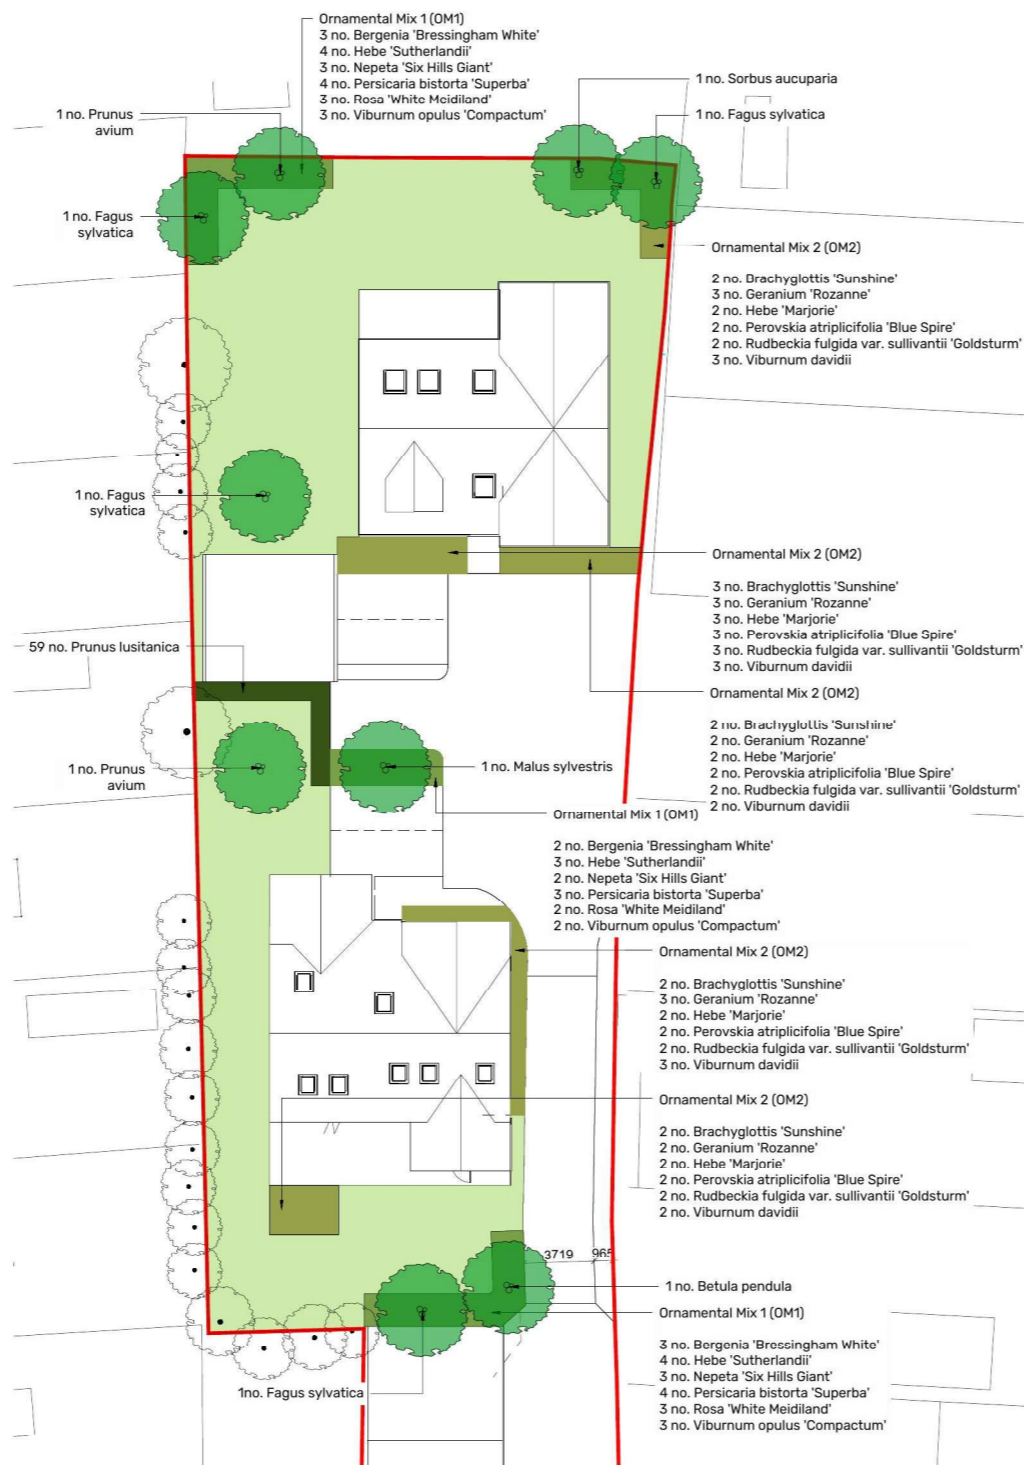 Ornamental Mix 1 (OM1)
3 no. Bergenia 'Bressingham White'
4 no. Hebe 'Sutherlandii'
3 no. Nepeta 'Six Hills Giant'
4 no. Persicaria bistorta 'Superba'
3 no. Rosa 'White Meidiland'
3 no. Viburnum opulus 'Compactum'
1 no. Prunus
avium
1 no. Sorbus aucuparia
1 no. Fagus sylvatica
1 no. Fagus
sylvatica
Ornamental Mix 2 (OM2)
2 no. Brachyglottis 'Sunshine'
3 no. Geranium 'Rozanne'
2 no. Hebe 'Marjorie'
2 no. Perovskia atriplicifolia 'Blue Spire'
2 no. Rudbeckia fulgida var. sullivantii 'Goldsturm'
3 no. Viburnum davidii
1 no. Fagus
sylvatica
Ornamental Mix 2 (OM2)
3 no. Brachyglottis 'Sunshine'
3 no. Geranium 'Rozanne'
3 no. Hebe 'Marjorie'
3 no. Perovskia atriplicifolia 'Blue Spire'
3 no. Rudbeckia fulgida var. sullivantii 'Goldsturm'
3 no. Viburnum davidii
59 no. Prunus lusitanica
Ornamental Mix 2 (OM2)
2 no. Brachyglottis 'Sunshine'
2 no. Geranium 'Rozanne'
2 no. Hebe 'Marjorie'
2 no. Perovskia atriplicifolia 'Blue Spire'
2 no. Rudbeckia fulgida var. sullivantii 'Goldsturm'
2 no. Viburnum davidii
1 no. Prunus
avium
1 no. Malus sylvestris
Ornamental Mix 1 (OM1)
2 no. Bergenia 'Bressingham White'
3 no. Hebe 'Sutherlandii'
2 no. Nepeta 'Six Hills Giant'
3 no. Persicaria bistorta 'Superba'
2 no. Rosa 'White Meidiland'
2 no. Viburnum opulus 'Compactum'
Ornamental Mix 2 (OM2)
2 no. Brachyglottis 'Sunshine'
3 no. Geranium 'Rozanne'
2 no. Hebe 'Marjorie'
2 no. Perovskia atriplicifolia 'Blue Spire'
2 no. Rudbeckia fulgida var. sullivantii 'Goldsturm'
3 no. Viburnum davidii
Ornamental Mix 2 (OM2)
2 no. Brachyglottis 'Sunshine'
2 no. Geranium 'Rozanne'
2 no. Hebe 'Marjorie'
2 no. Perovskia atriplicifolia 'Blue Spire'
2 no. Rudbeckia fulgida var. sullivantii 'Goldsturm'
2 no. Viburnum davidii
3719 965
1 no. Betula pendula
Ornamental Mix 1 (OM1)
3 no. Bergenia 'Bressingham White'
4 no. Hebe 'Sutherlandii'
3 no. Nepeta 'Six Hills Giant'
4 no. Persicaria bistorta 'Superba'
3 no. Rosa 'White Meidiland'
3 no. Viburnum opulus 'Compactum'
1no. Fagus sylvatica